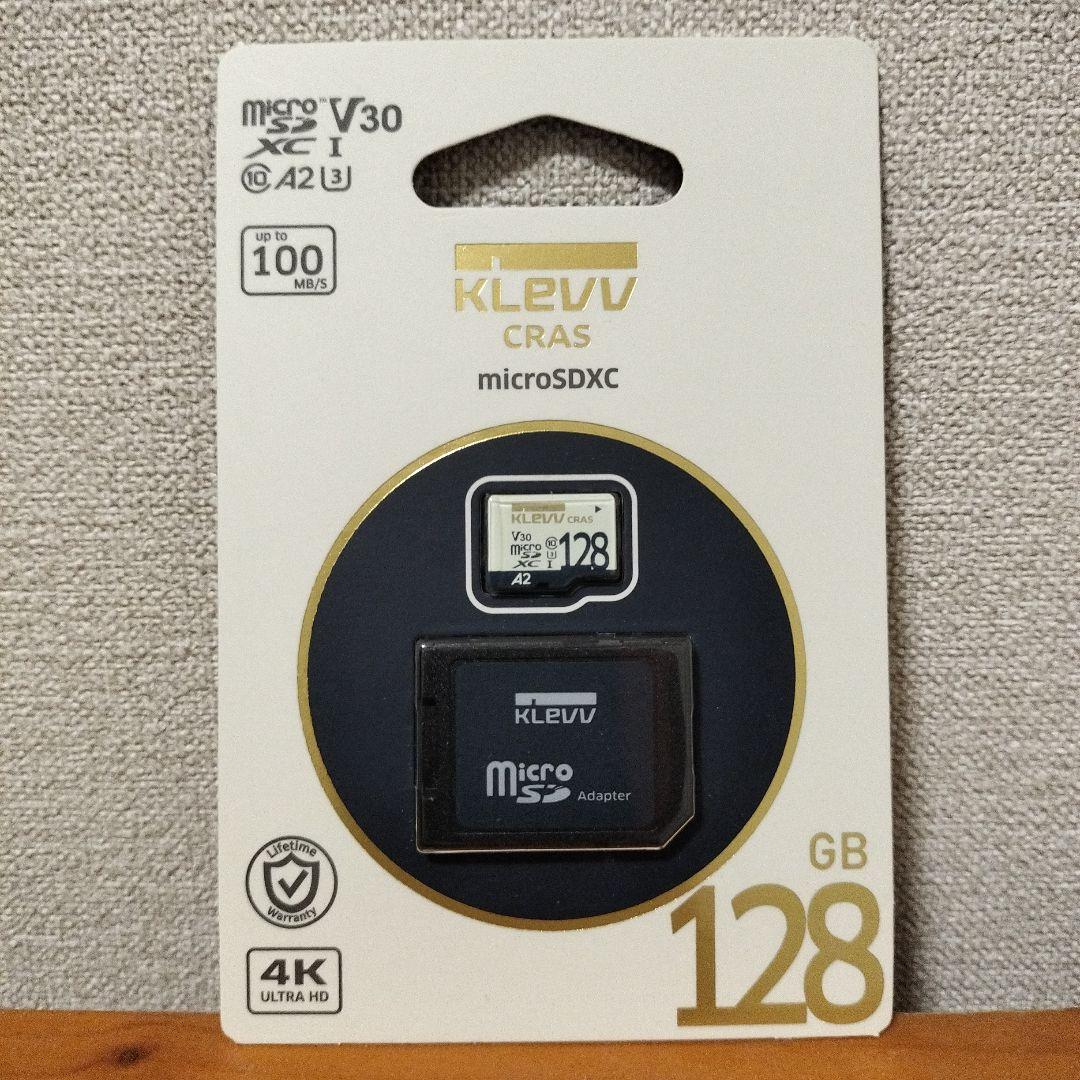 micro™ SD V30
XC I
10 A2 3
up to
100
MB/S
KLEVV
CRAS
microSDXC
KLEVV CRAS
V30
micro SD 10 3 128
XC I
A2
KLEVV
micro
SD Adapter
Lifetime
Warranty
4K
ULTRA HD
GB
128